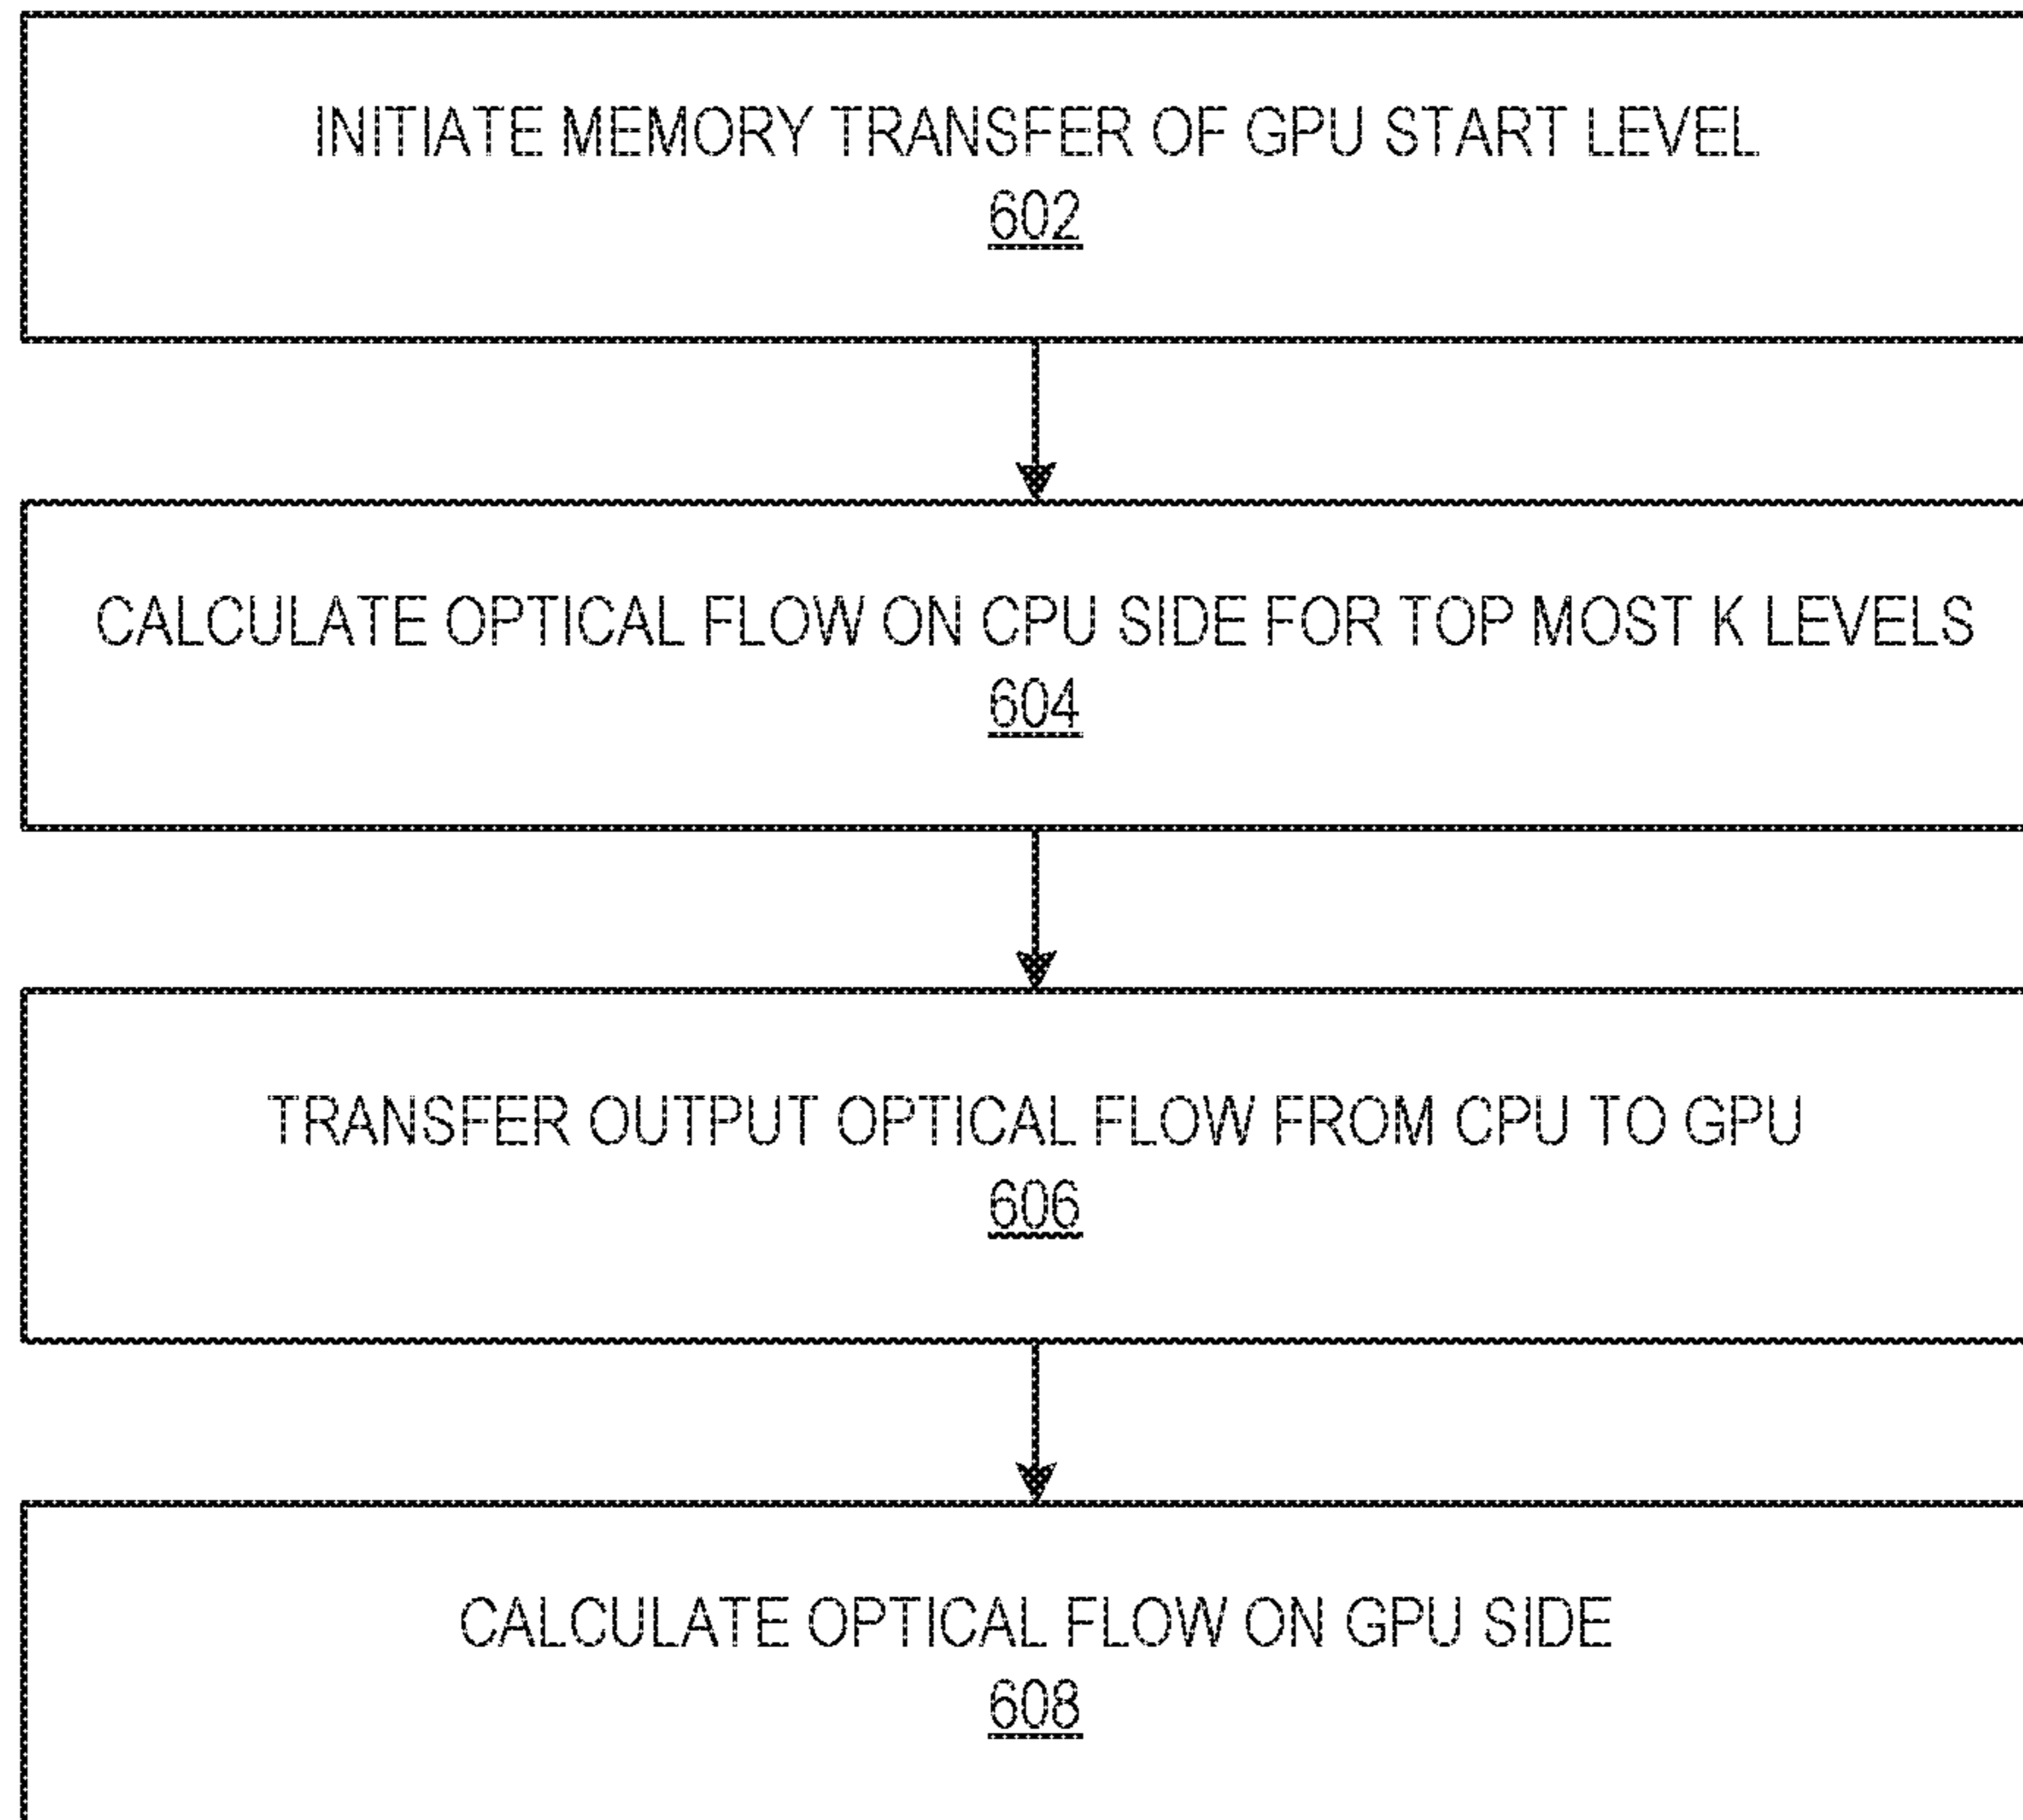 INITIATE MEMORY TRANSFER OF GPU START LEVEL
602
CALCULATE OPTICAL FLOW ON CPU SIDE FOR TOP MOST K LEVELS
604
TRANSFER OUTPUT OPTICAL FLOW FROM CPU TO GPU
606
CALCULATE OPTICAL FLOW ON GPU SIDE
608